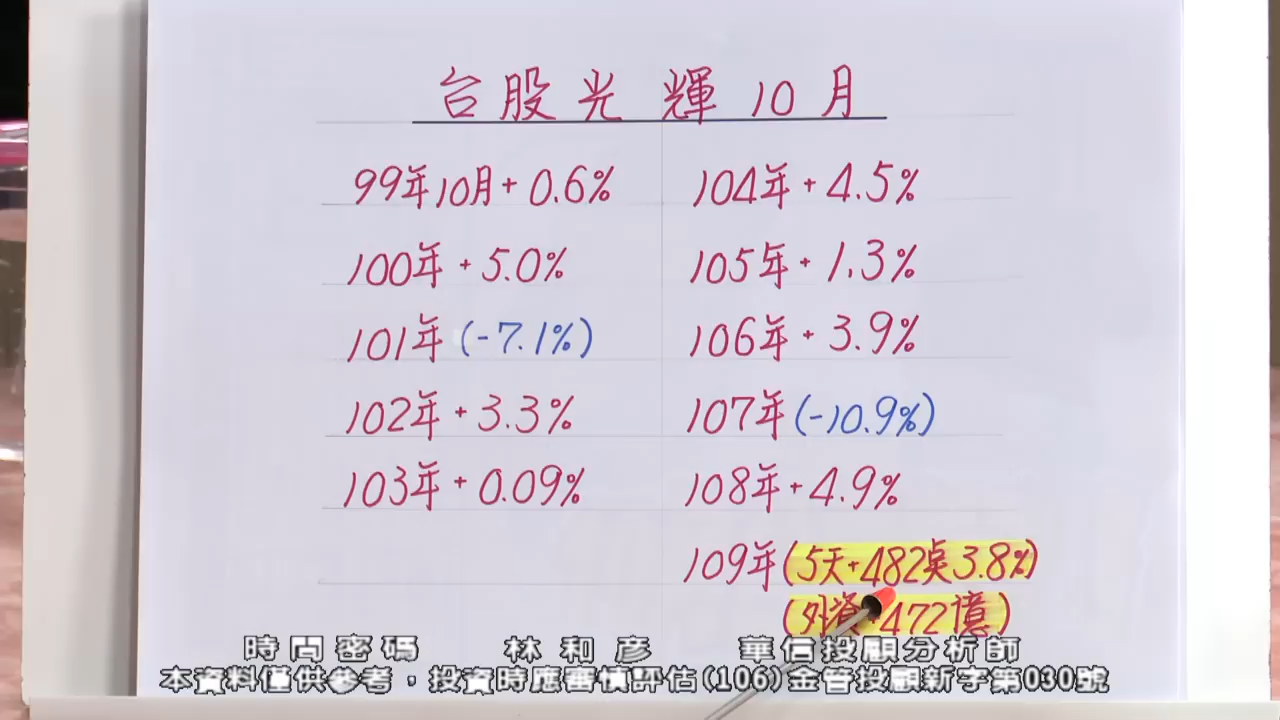 台股光輝10月
99年10月+0.6%
100年+5.0%
101年(-7.1%)
102年+3.3%
103年+0.09%
104年+4.5%
105年+1.3%
106年+3.9%
107年(-10.9%)
108年+4.9%
109年(5天+482点3.8%)
(外資+472億)
時間密碼 林和彥 華信投顧分析師
本資料僅供參考,投資時應審慎評估(106)金管投顧新字第030號